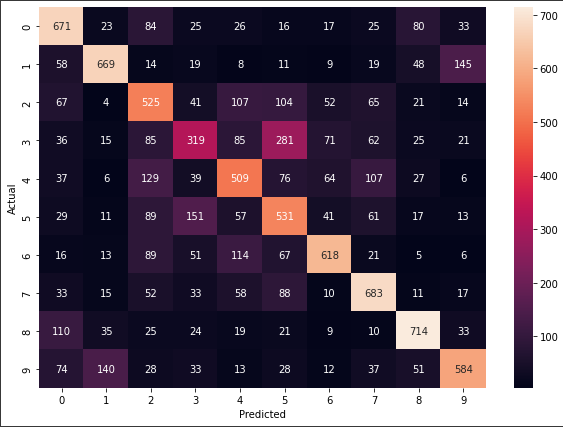 0 671 23 84 25 26 16 17 25 80 33
1 58 669 14 19 8 11 9 19 48 145
2 67 4 525 41 107 104 52 65 21 14
3 36 15 85 319 85 281 71 62 25 21
4 37 6 129 39 509 76 64 107 27 6
5 29 11 89 151 57 531 41 61 17 13
6 16 13 89 51 114 67 618 21 5 6
7 33 15 52 33 58 88 10 683 11 17
8 110 35 25 24 19 21 9 10 714 33
9 74 140 28 33 13 28 12 37 51 584
0 1 2 3 4 5 6 7 8 9
Predicted
Actual
700
600
500
400
300
200
100